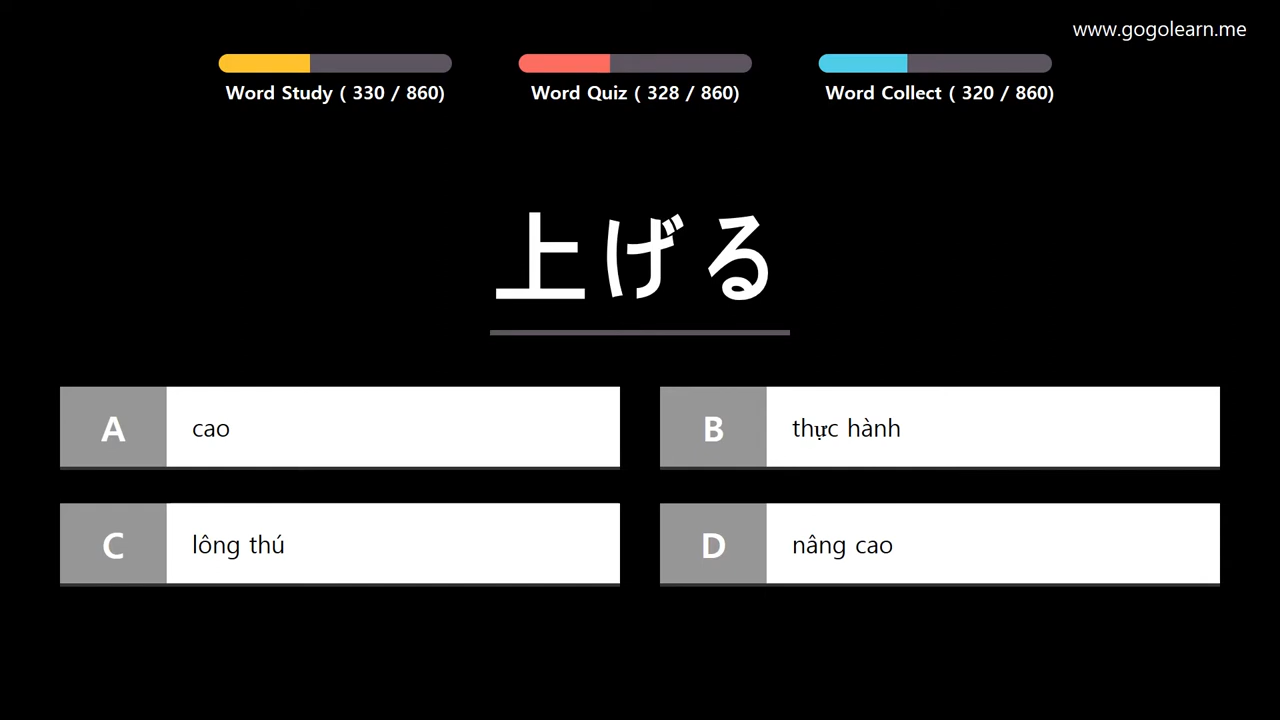 www.gogolearn.me
Word Study ( 330 / 860)
Word Quiz ( 328 / 860)
Word Collect ( 320 / 860)
上げる
A
cao
B
thực hành
C
lông thú
D
nâng cao